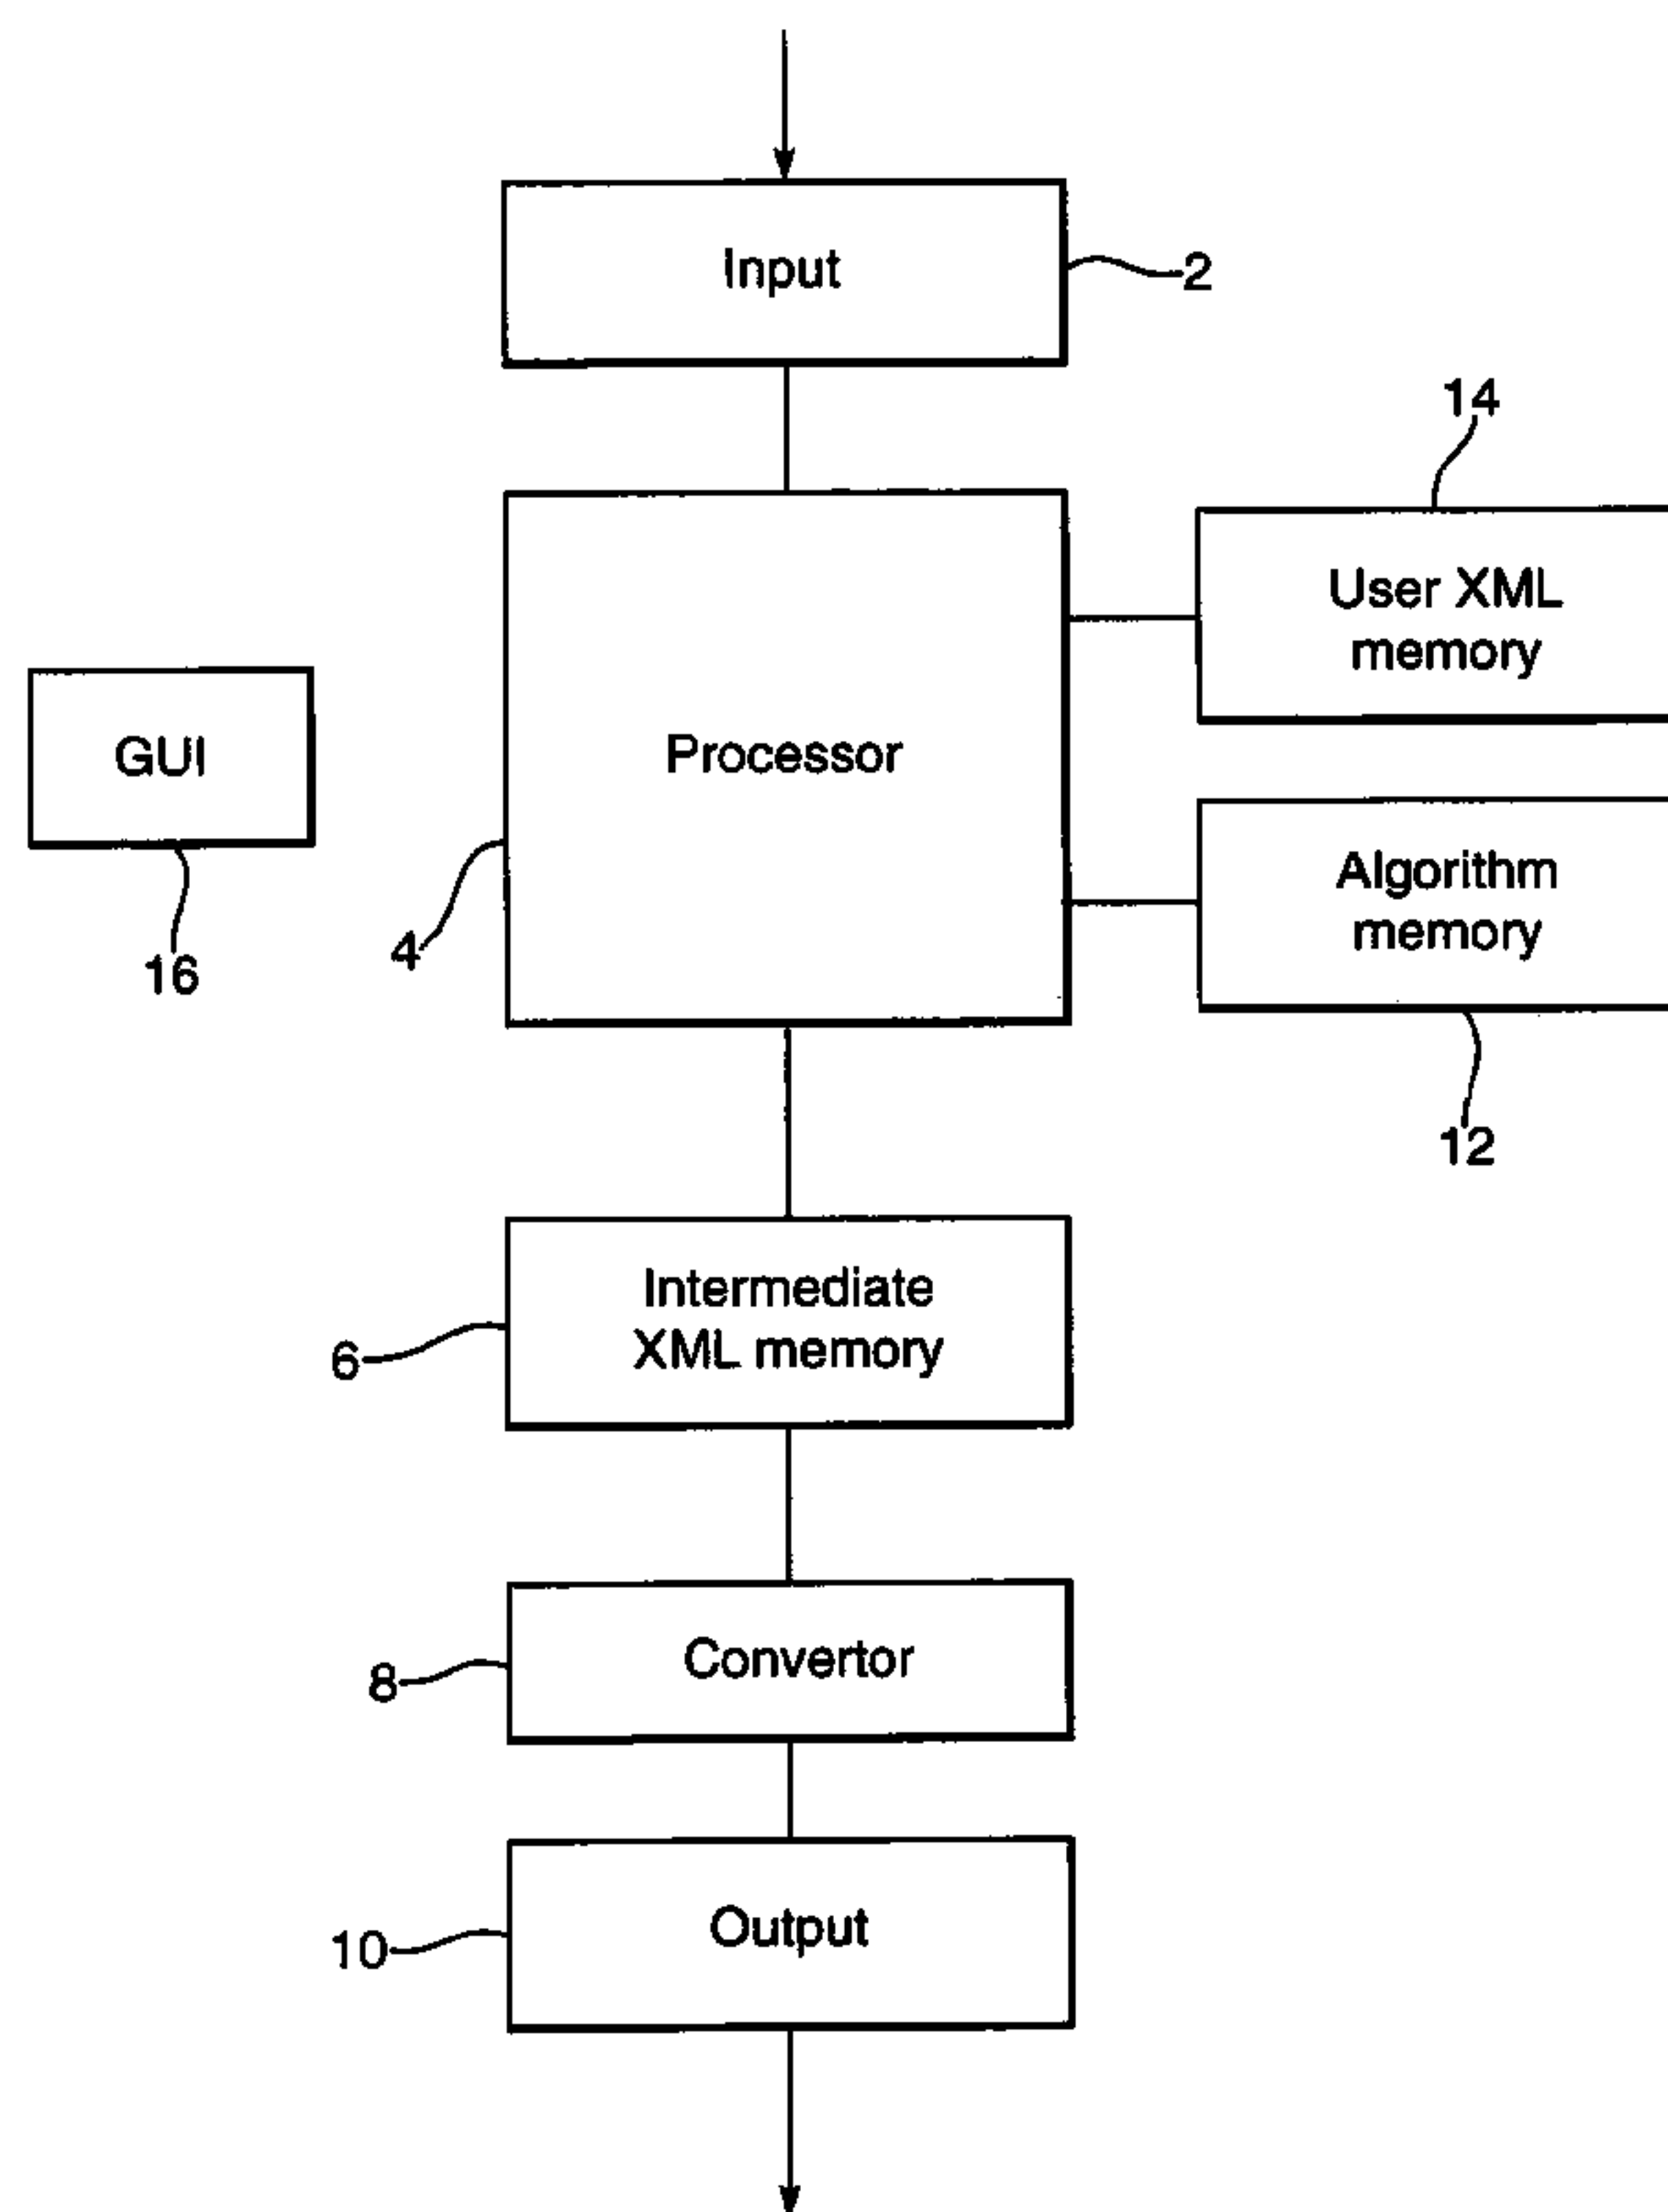 Input
2
14
User XML
memory
GUI
Processor
Algorithm
memory
4
16
12
Intermediate
XML memory
6
Convertor
8
Output
10